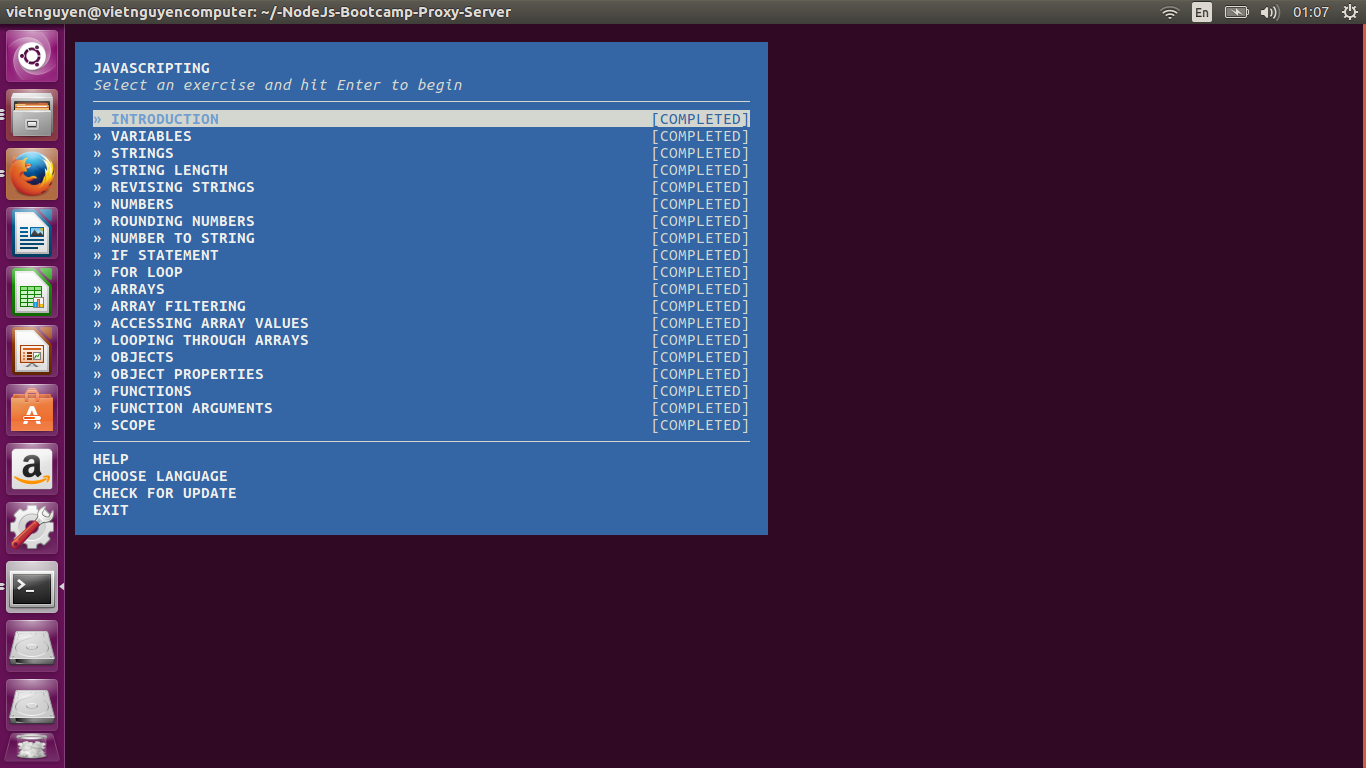 vietnguyen@vietnguyencomputer: ~/-NodeJs-Bootcamp-Proxy-Server En 01:07
JAVASCRIPTING
Select an exercise and hit Enter to begin
» INTRODUCTION [COMPLETED]
» VARIABLES [COMPLETED]
» STRINGS [COMPLETED]
» STRING LENGTH [COMPLETED]
» REVISING STRINGS [COMPLETED]
» NUMBERS [COMPLETED]
» ROUNDING NUMBERS [COMPLETED]
» NUMBER TO STRING [COMPLETED]
» IF STATEMENT [COMPLETED]
» FOR LOOP [COMPLETED]
» ARRAYS [COMPLETED]
» ARRAY FILTERING [COMPLETED]
» ACCESSING ARRAY VALUES [COMPLETED]
» LOOPING THROUGH ARRAYS [COMPLETED]
» OBJECTS [COMPLETED]
» OBJECT PROPERTIES [COMPLETED]
» FUNCTIONS [COMPLETED]
» FUNCTION ARGUMENTS [COMPLETED]
» SCOPE [COMPLETED]
HELP
CHOOSE LANGUAGE
CHECK FOR UPDATE
EXIT